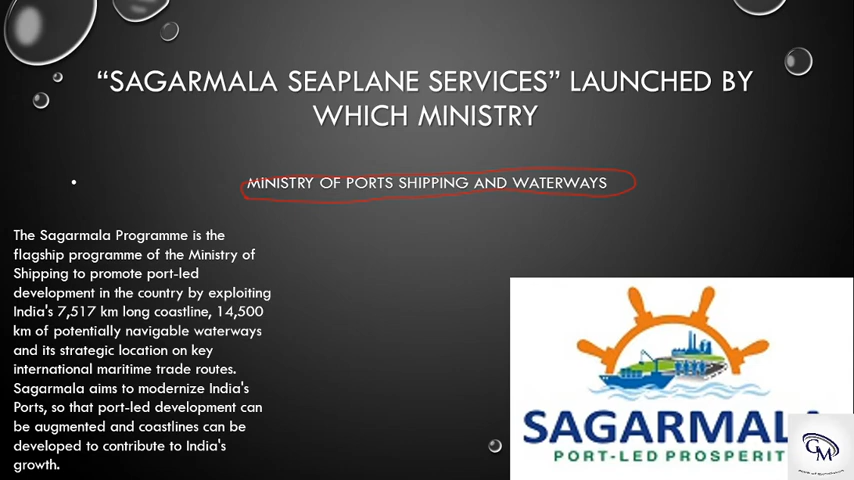 “SAGARMALA SEAPLANE SERVICES” LAUNCHED BY
WHICH MINISTRY
• MINISTRY OF PORTS SHIPPING AND WATERWAYS
The Sagarmala Programme is the
flagship programme of the Ministry of
Shipping to promote port-led
development in the country by exploiting
India's 7,517 km long coastline, 14,500
km of potentially navigable waterways
and its strategic location on key
international maritime trade routes.
Sagarmala aims to modernize India's
Ports, so that port-led development can
be augmented and coastlines can be
developed to contribute to India's
growth.
SAGARMAL
PORT-LED PROSPERIT
GM